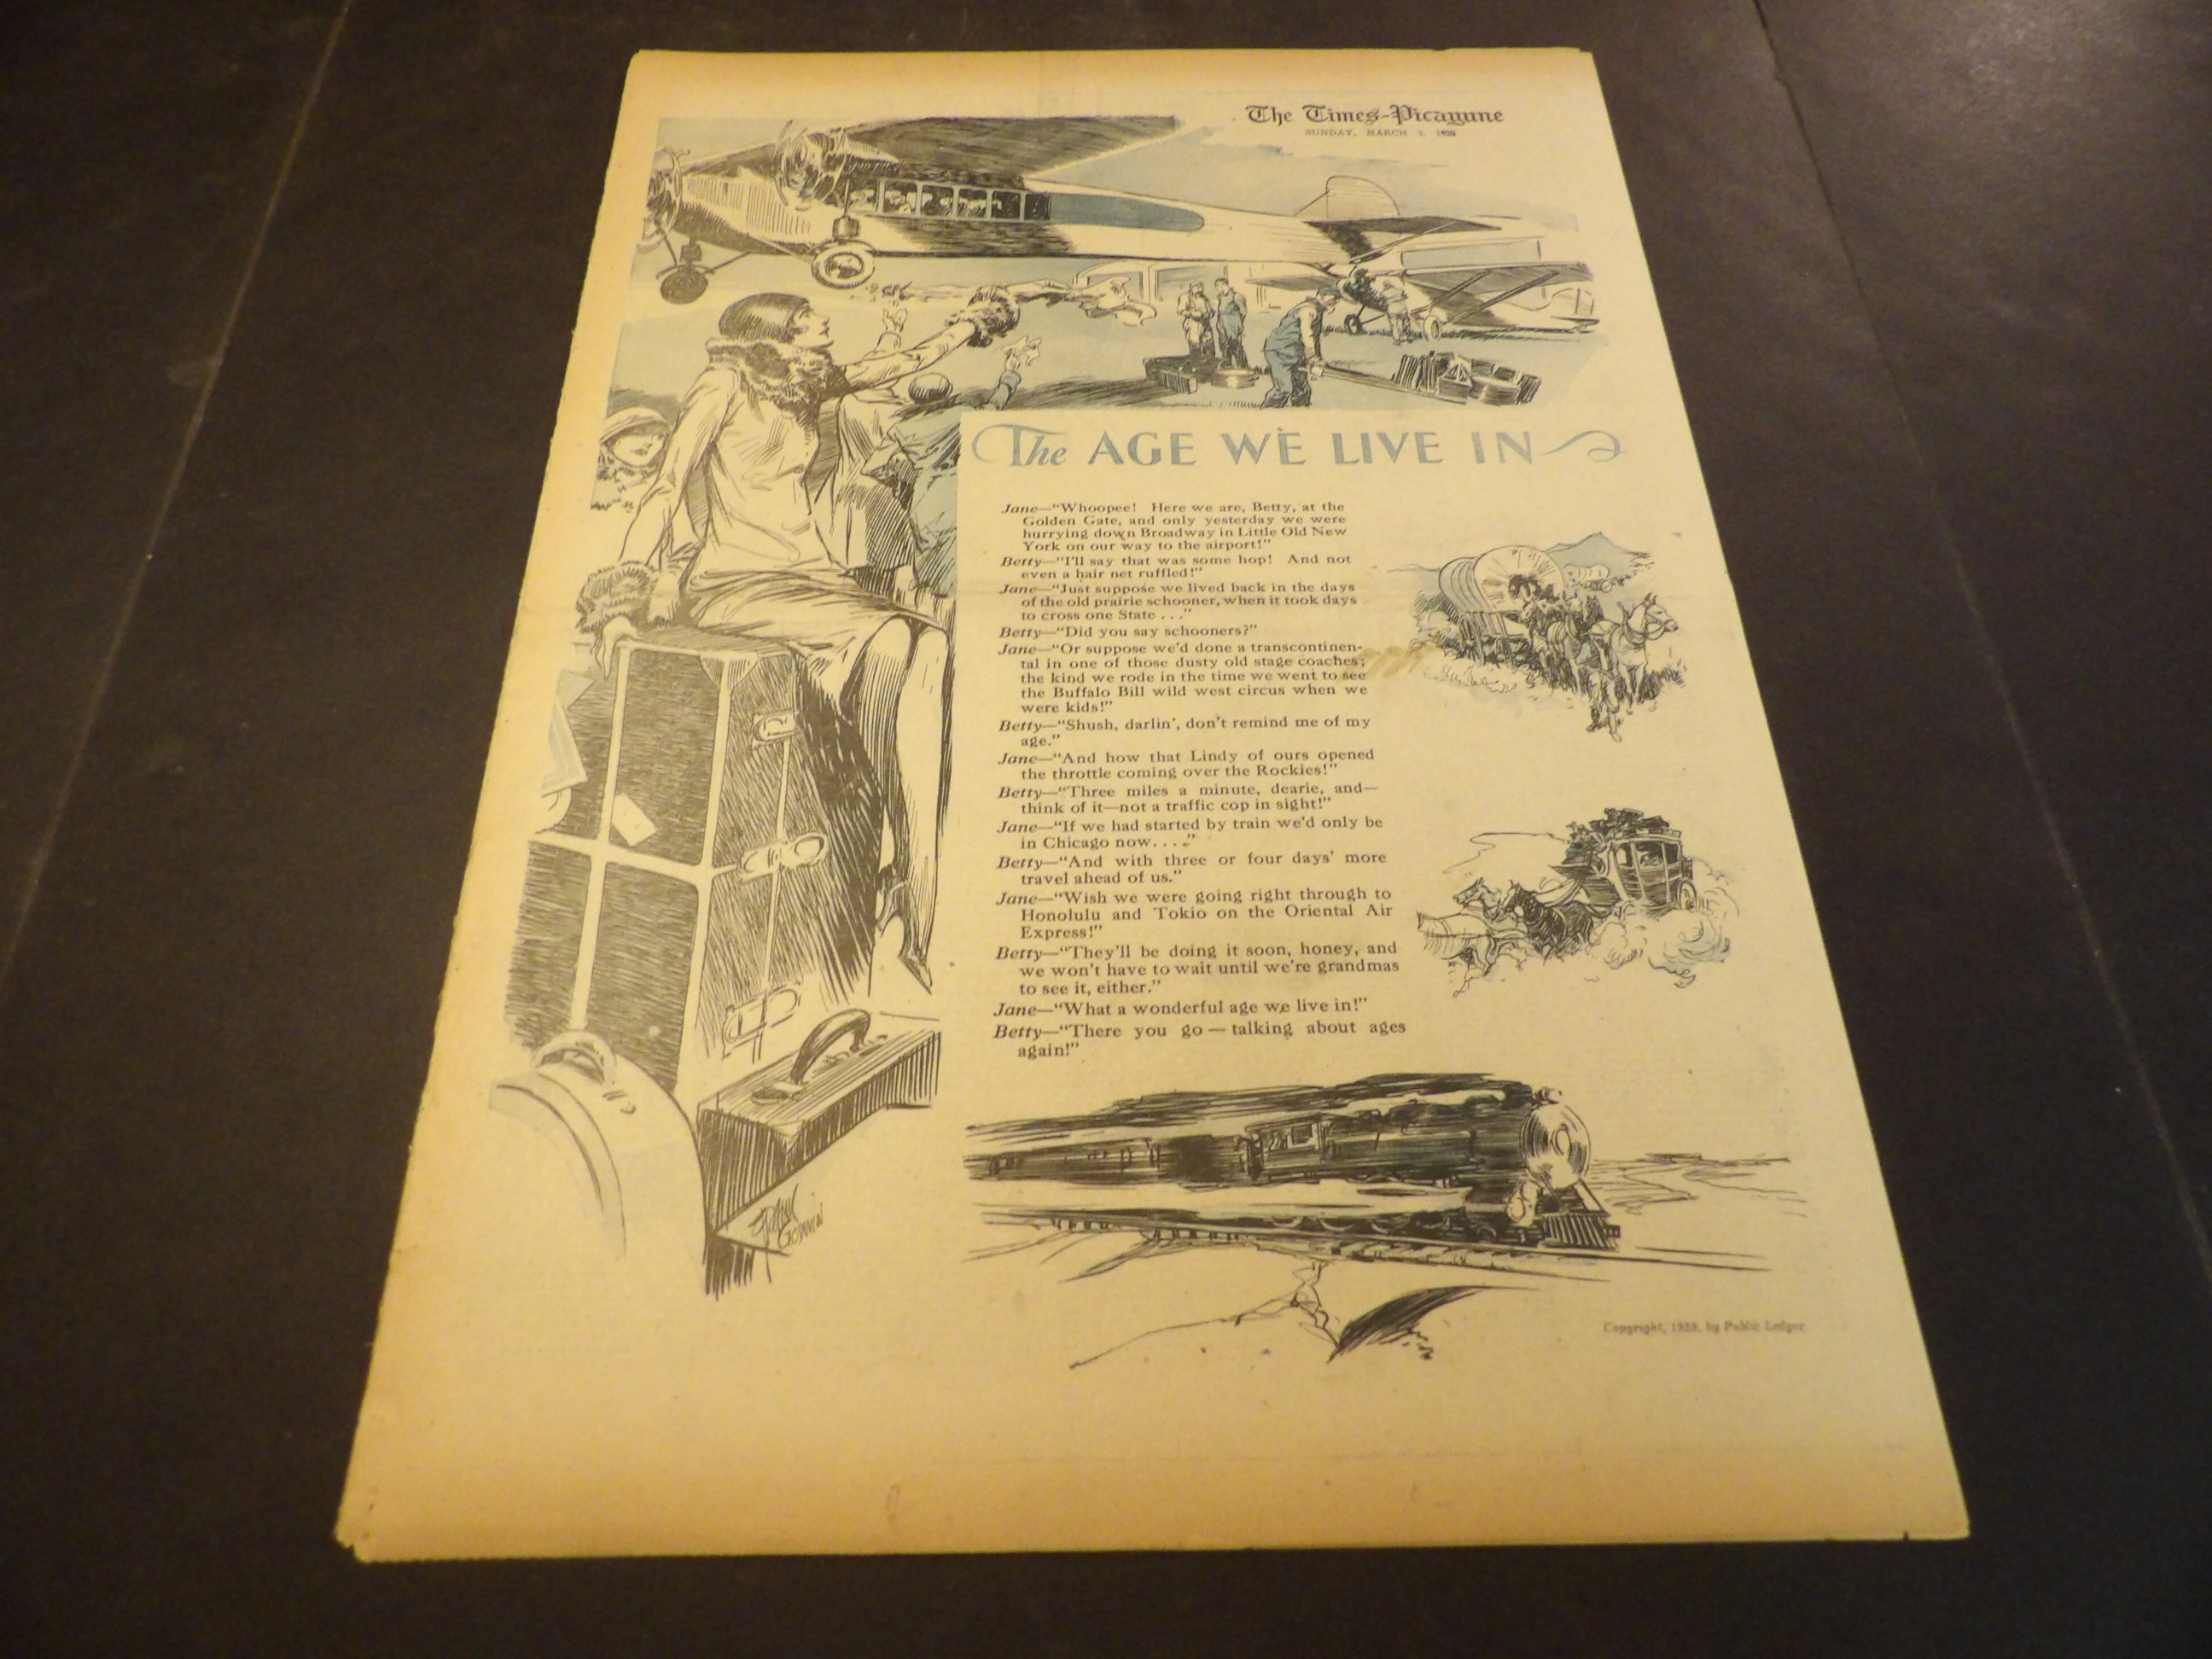 The Times-Picayune
SUNDAY, MARCH 3, 1929
The AGE WE LIVE IN
Jane—“Whoopee! Here we are, Betty, at the
Golden Gate, and only yesterday we were
hurrying down Broadway in Little Old New
York on our way to the airport!”
Betty—“I'll say that was some hop! And not
even a hair net ruffled!”
Jane—“Just suppose we lived back in the days
of the old prairie schooner, when it took days
to cross one State . . .”
Betty—“Did you say schooners?”
Jane—“Or suppose we'd done a transcontinen-
tal in one of those dusty old stage coaches;
the kind we rode in the time we went to see
the Buffalo Bill wild west circus when we
were kids!”
Betty—“Shush, darlin', don't remind me of my
age.”
Jane—“And how that Lindy of ours opened
the throttle coming over the Rockies!”
Betty—“Three miles a minute, dearie, and—
think of it—not a traffic cop in sight!”
Jane—“If we had started by train we'd only be
in Chicago now. . . .”
Betty—“And with three or four days' more
travel ahead of us.”
Jane—“Wish we were going right through to
Honolulu and Tokio on the Oriental Air
Express!”
Betty—“They'll be doing it soon, honey, and
we won't have to wait until we're grandmas
to see it, either.”
Jane—“What a wonderful age we live in!”
Betty—“There you go — talking about ages
again!”
FRANK
GODWIN
Copyright, 1929, by Public Ledger